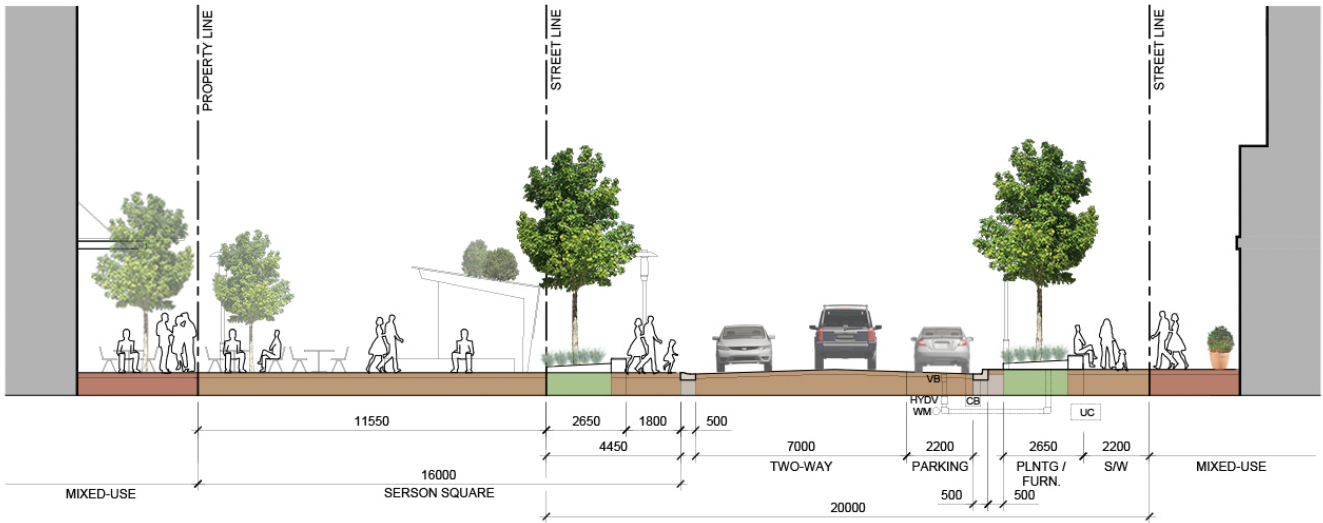 PROPERTY LINE
STREET LINE
STREET LINE
VB
HYDV
CB
WM
UC
11550
2650
1800
500
7000
2200
2650
2200
4450
TWO-WAY
PARKING
PLNTG /
FURN.
S/W
MIXED-USE
16000
MIXED-USE
SERSON SQUARE
500
500
20000